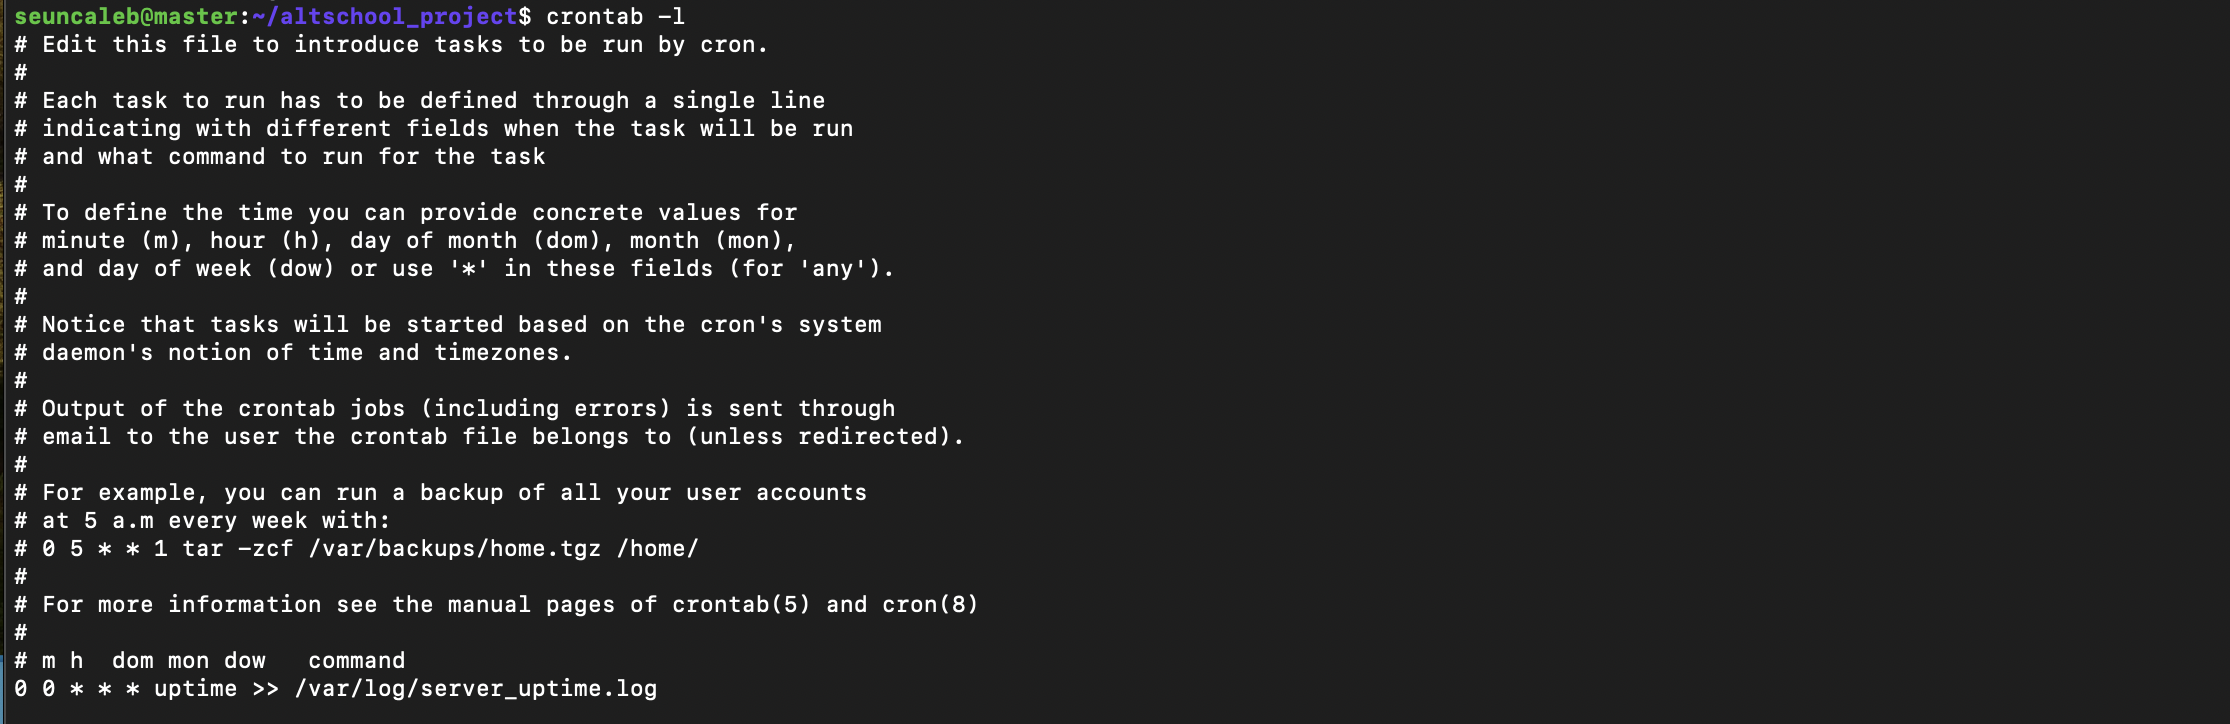 seuncaleb@master:~/altschool_project$ crontab -l
# Edit this file to introduce tasks to be run by cron.
#
# Each task to run has to be defined through a single line
# indicating with different fields when the task will be run
# and what command to run for the task
#
# To define the time you can provide concrete values for
# minute (m), hour (h), day of month (dom), month (mon),
# and day of week (dow) or use '*' in these fields (for 'any').
#
# Notice that tasks will be started based on the cron's system
# daemon's notion of time and timezones.
#
# Output of the crontab jobs (including errors) is sent through
# email to the user the crontab file belongs to (unless redirected).
#
# For example, you can run a backup of all your user accounts
# at 5 a.m every week with:
# 0 5 * * 1 tar -zcf /var/backups/home.tgz /home/
#
# For more information see the manual pages of crontab(5) and cron(8)
#
# m h  dom mon dow   command
0 0 * * * uptime >> /var/log/server_uptime.log